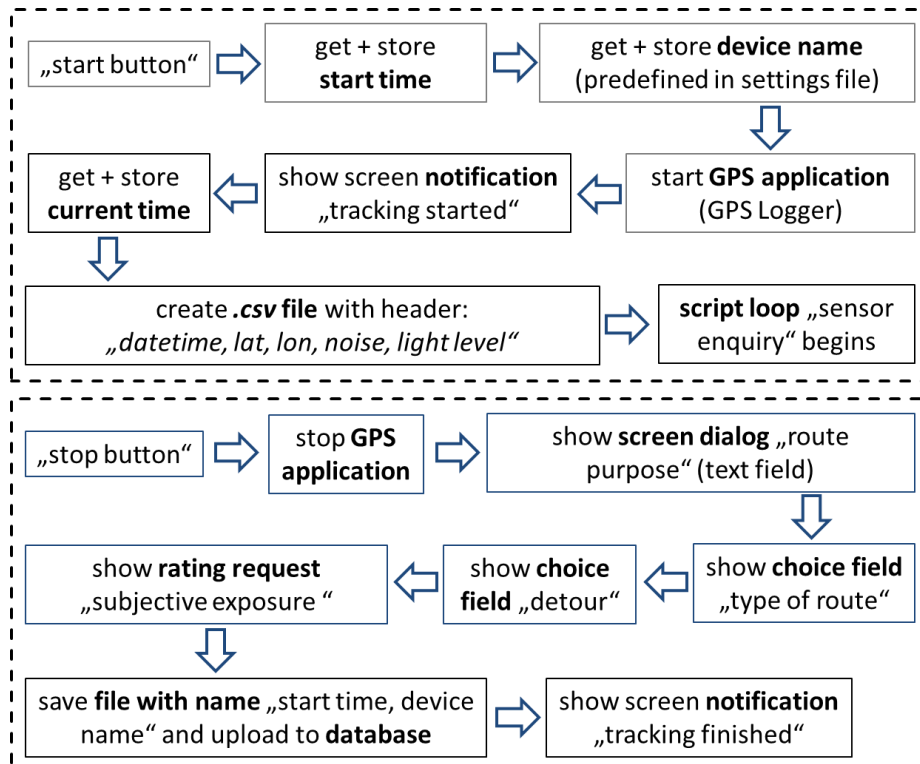 „start button“
get + store
start time
get + store device name
(predefined in settings file)
start GPS application
(GPS Logger)
show screen notification
„tracking started“
get + store
current time
create .csv file with header:
„datetime, lat, lon, noise, light level“
script loop „sensor
enquiry“ begins
„stop button“
stop GPS
application
show screen dialog „route
purpose“ (text field)
show choice field
„type of route“
show choice
field „detour“
show rating request
„subjective exposure “
save file with name „start time, device
name“ and upload to database
show screen notification
„tracking finished“